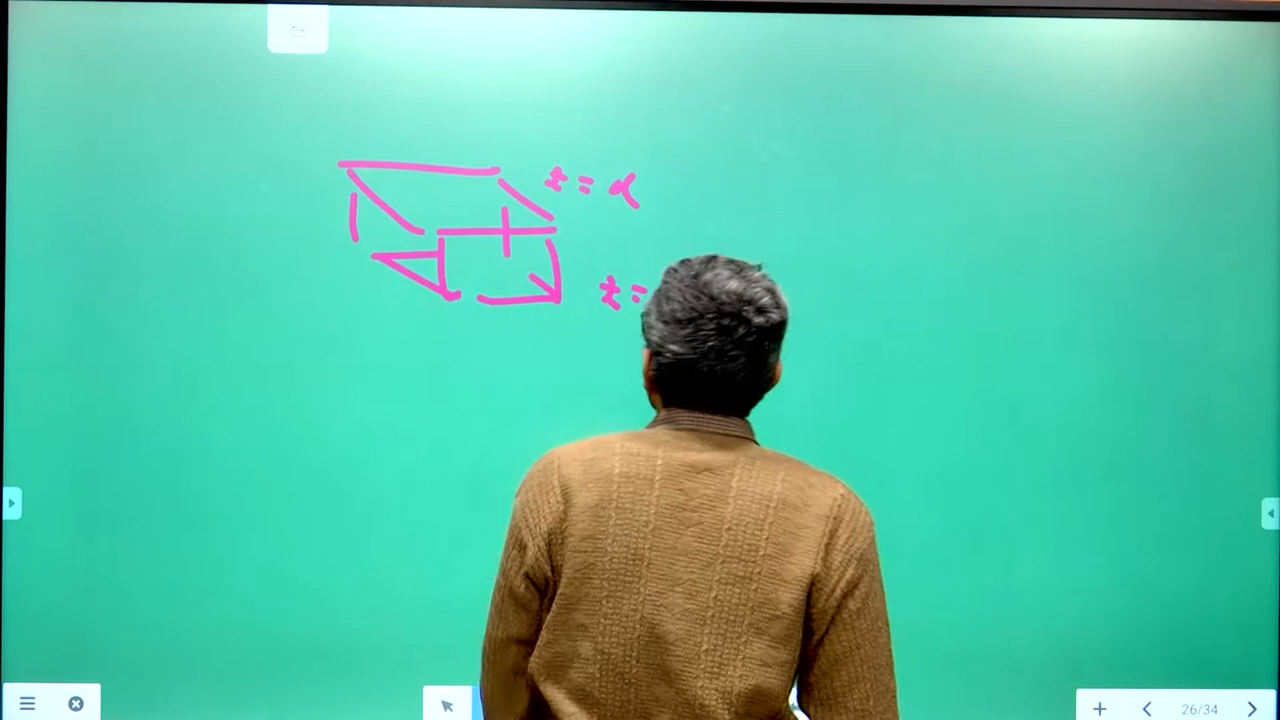 t = α
t =
26/34